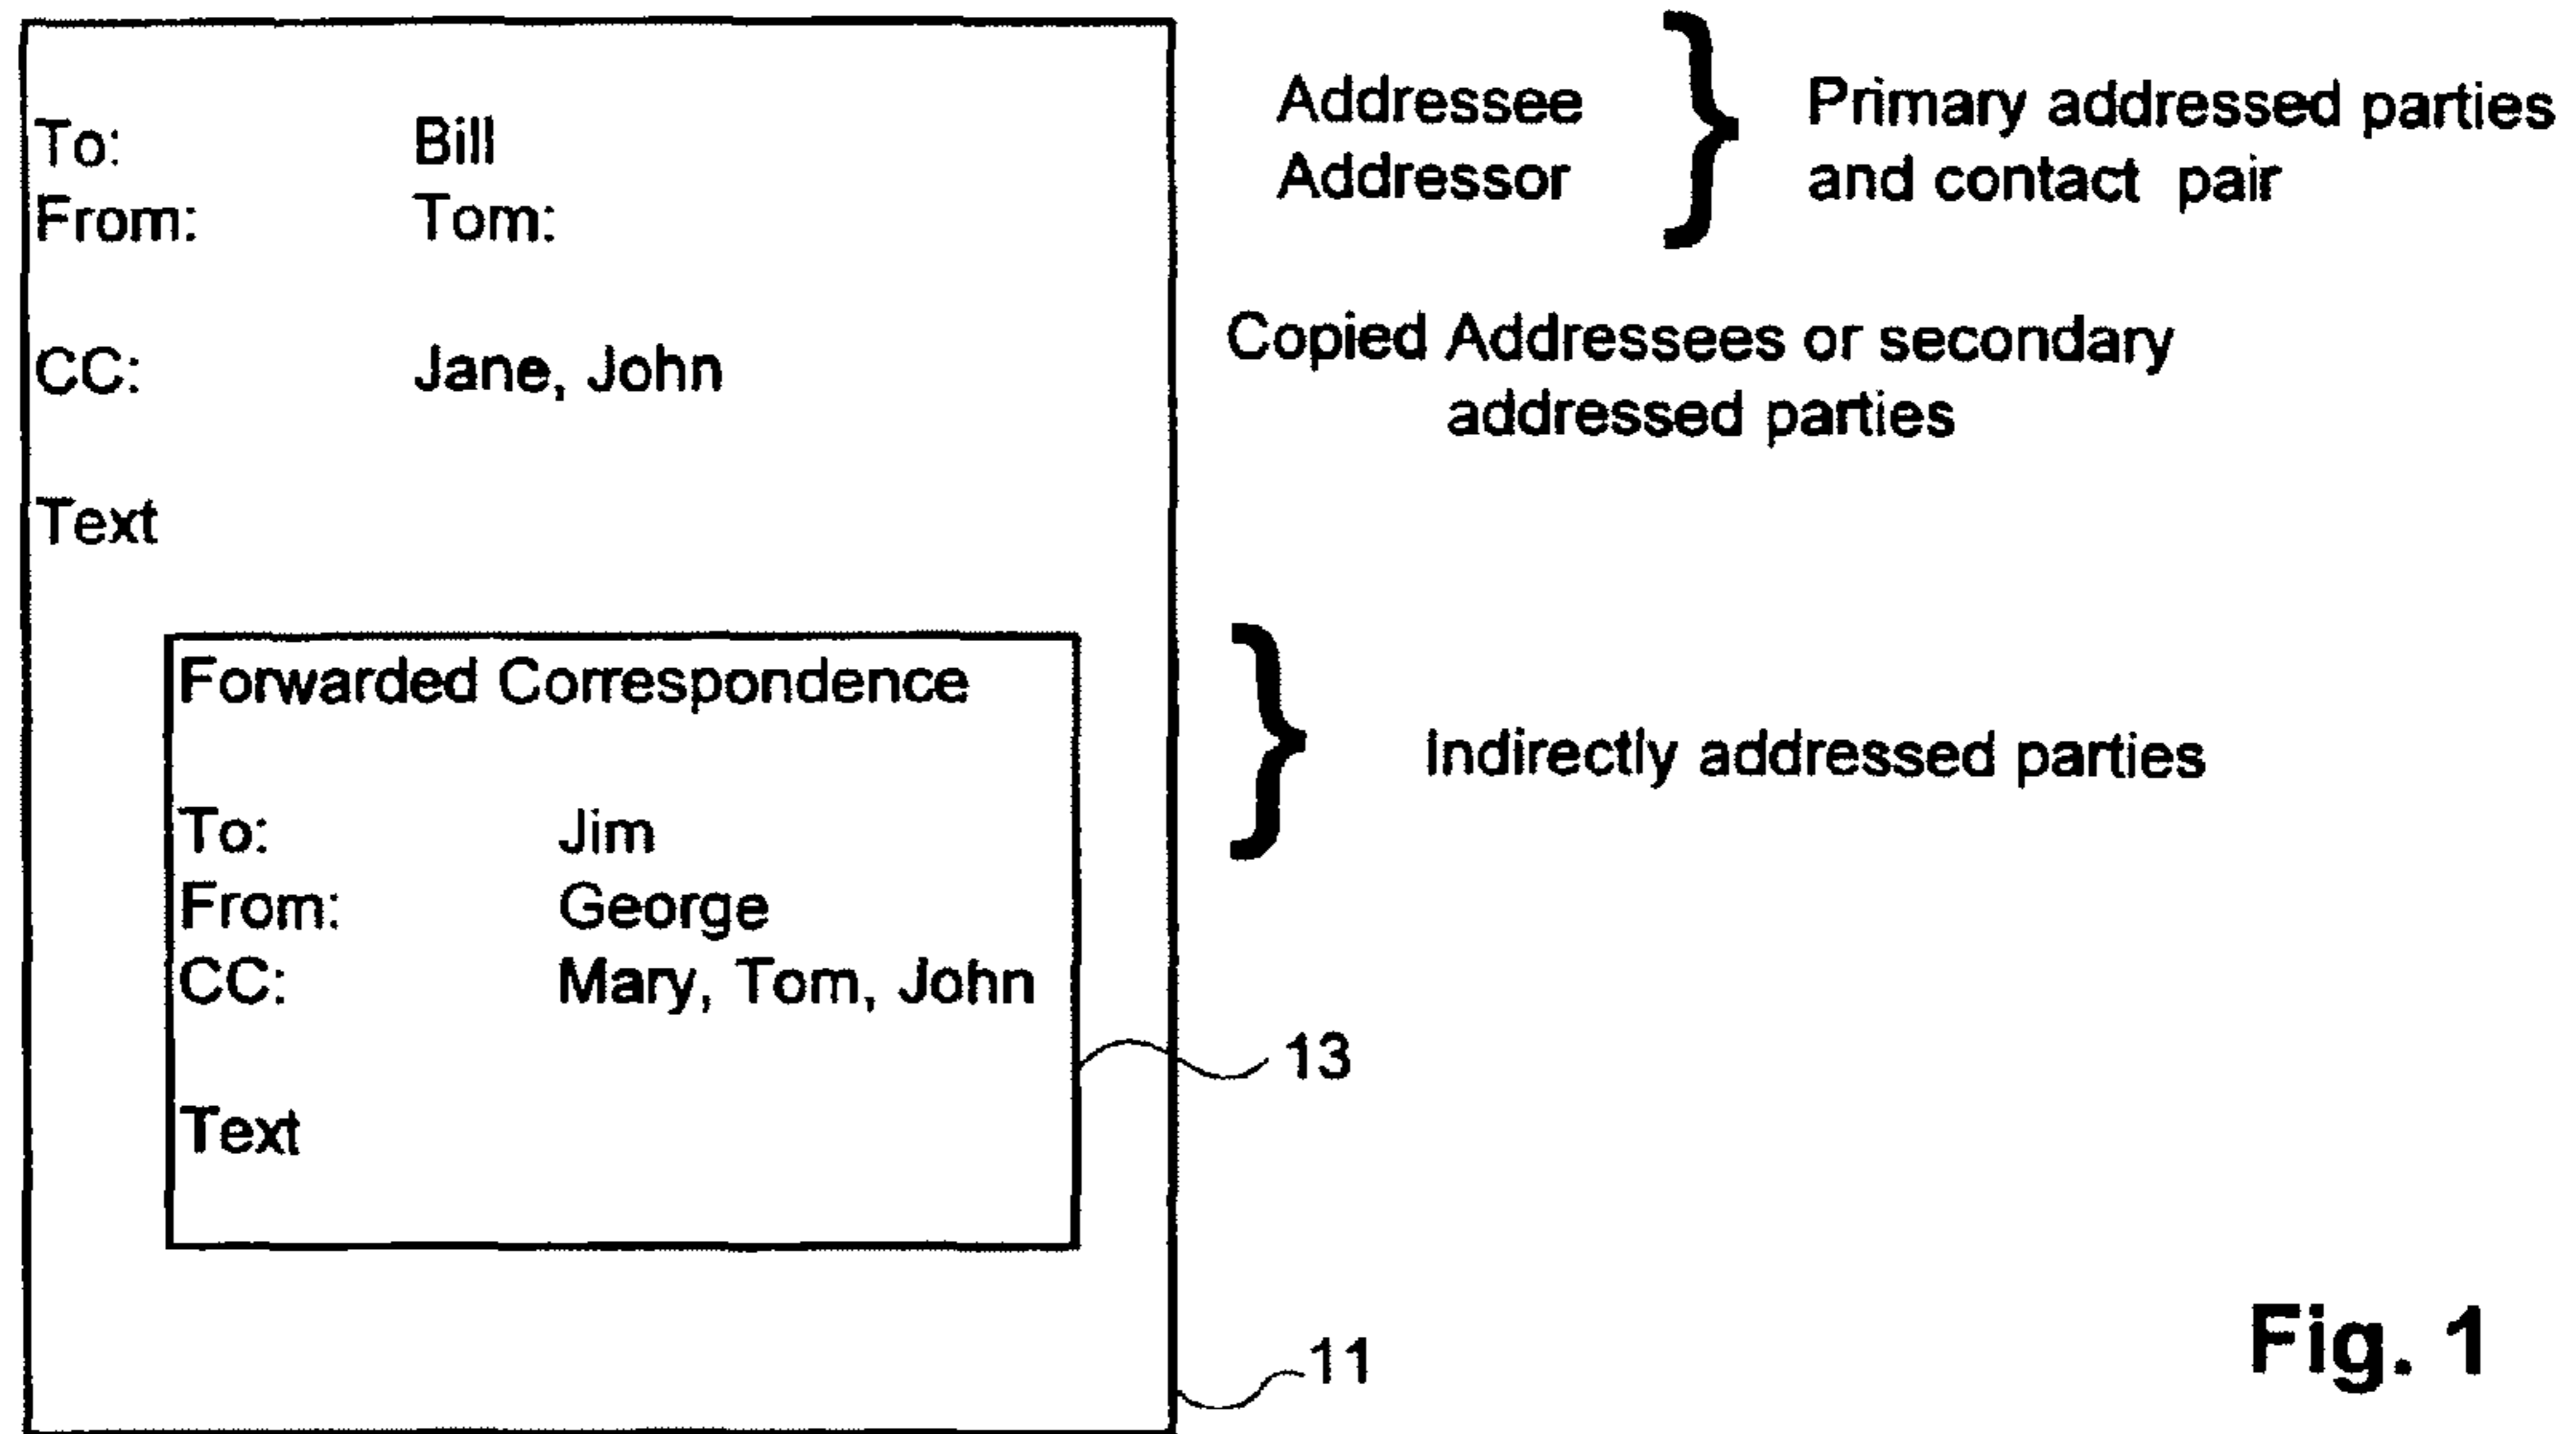 To: Bill
From: Tom:
CC: Jane, John
Text
Addressee
Addressor
Primary addressed parties
and contact pair
Copied Addressees or secondary
addressed parties
Forwarded Correspondence
To: Jim
From: George
CC: Mary, Tom, John
Text
Indirectly addressed parties
13
11
Fig. 1